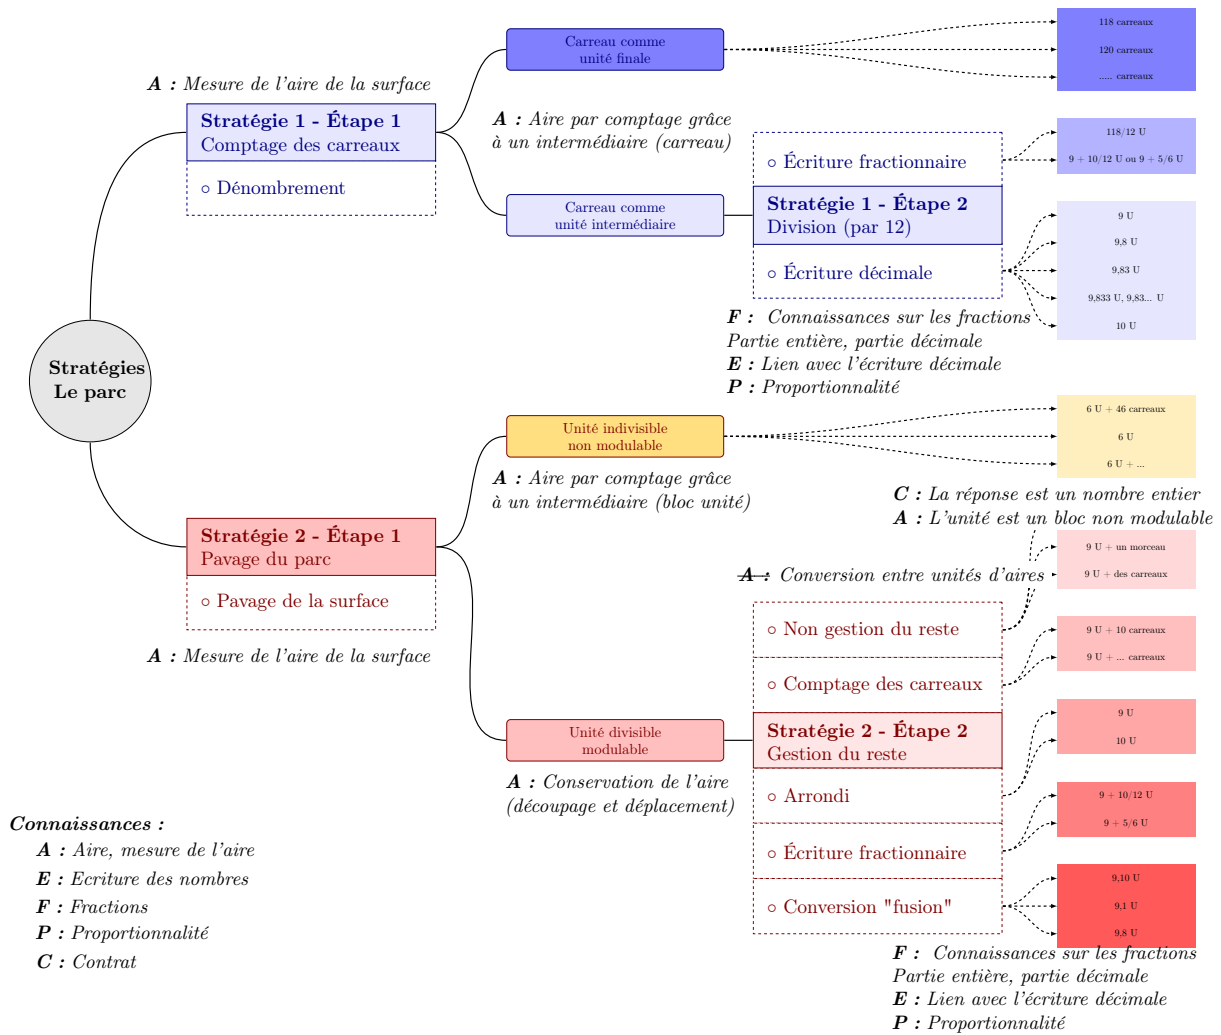 Stratégies
Le parc
A : Mesure de l'aire de la surface
Stratégie 1 - Étape 1
Comptage des carreaux
○ Dénombrement
Carreau comme
unité finale
118 carreaux
120 carreaux
..... carreaux
A : Aire par comptage grâce
à un intermédiaire (carreau)
Carreau comme
unité intermédiaire
○ Écriture fractionnaire
Stratégie 1 - Étape 2
Division (par 12)
○ Écriture décimale
118/12 U
9 + 10/12 U ou 9 + 5/6 U
9 U
9,8 U
9,83 U
9,833 U, 9,83... U
10 U
F : Connaissances sur les fractions
Partie entière, partie décimale
E : Lien avec l'écriture décimale
P : Proportionnalité
Stratégie 2 - Étape 1
Pavage du parc
○ Pavage de la surface
A : Mesure de l'aire de la surface
Unité indivisible
non modulable
A : Aire par comptage grâce
à un intermédiaire (bloc unité)
6 U + 46 carreaux
6 U
6 U + ...
C : La réponse est un nombre entier
A : L'unité est un bloc non modulable
Unité divisible
modulable
A : Conservation de l'aire
(découpage et déplacement)
A : Conversion entre unités d'aires
○ Non gestion du reste
○ Comptage des carreaux
Stratégie 2 - Étape 2
Gestion du reste
○ Arrondi
○ Écriture fractionnaire
○ Conversion "fusion"
9 U + un morceau
9 U + des carreaux
9 U + 10 carreaux
9 U + ... carreaux
9 U
10 U
9 + 10/12 U
9 + 5/6 U
9,10 U
9,1 U
9,8 U
F : Connaissances sur les fractions
Partie entière, partie décimale
E : Lien avec l'écriture décimale
P : Proportionnalité
Connaissances :
A : Aire, mesure de l'aire
E : Ecriture des nombres
F : Fractions
P : Proportionnalité
C : Contrat